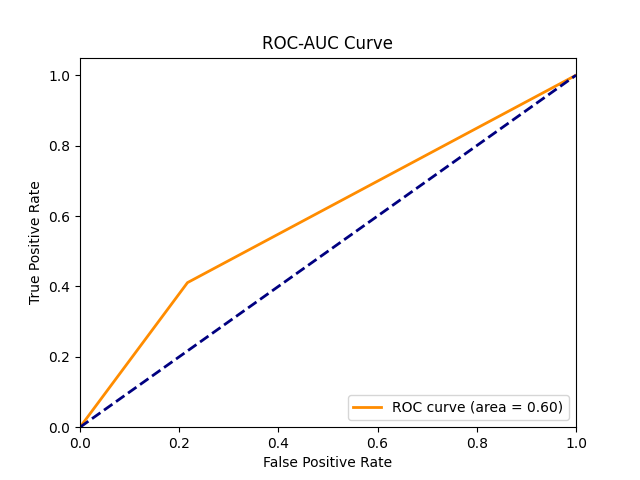 ROC-AUC Curve
True Positive Rate
1.0
0.8
0.6
0.4
0.2
0.0
ROC curve (area = 0.60)
0.0 0.2 0.4 0.6 0.8 1.0
False Positive Rate